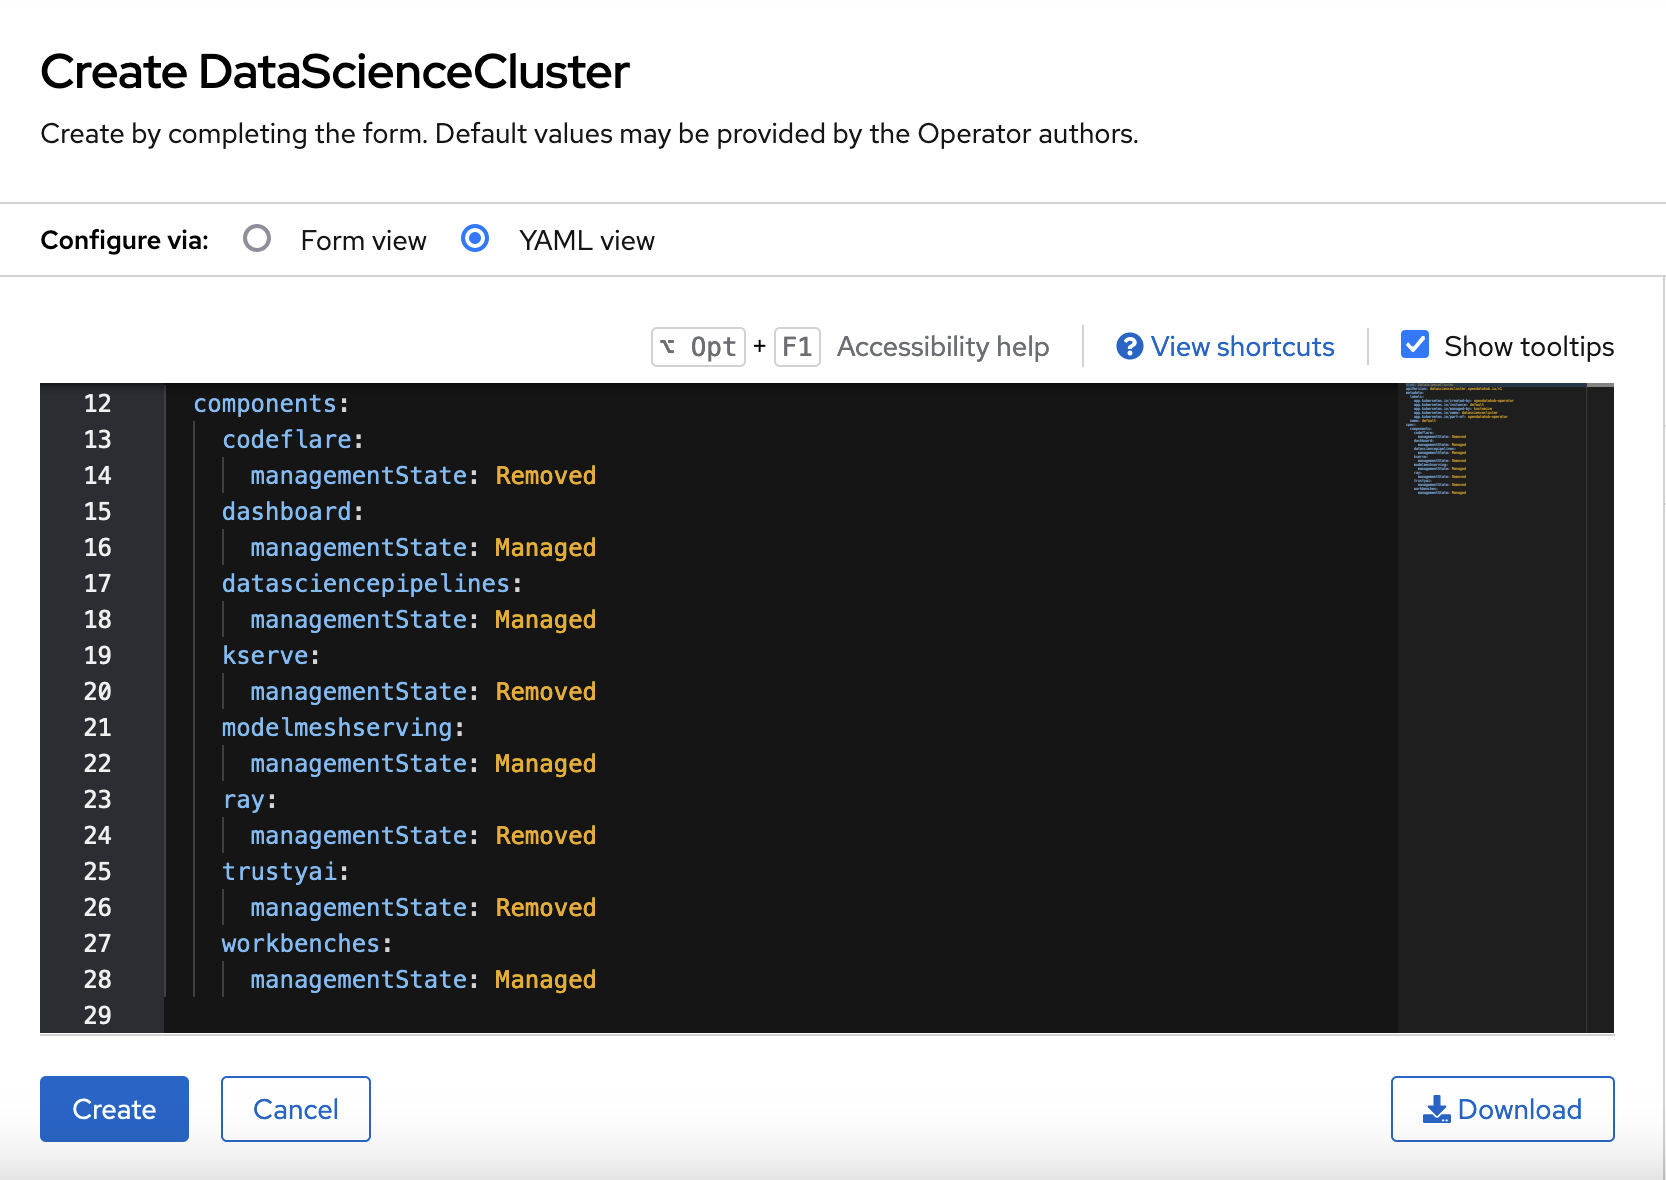 Create DataScienceCluster
Create by completing the form. Default values may be provided by the Operator authors.
Configure via: Form view YAML view
⌥ Opt + F1 Accessibility help View shortcuts Show tooltips
12 components:
13 codeflare:
14 managementState: Removed
15 dashboard:
16 managementState: Managed
17 datasciencepipelines:
18 managementState: Managed
19 kserve:
20 managementState: Removed
21 modelmeshserving:
22 managementState: Managed
23 ray:
24 managementState: Removed
25 trustyai:
26 managementState: Removed
27 workbenches:
28 managementState: Managed
29
Create Cancel Download